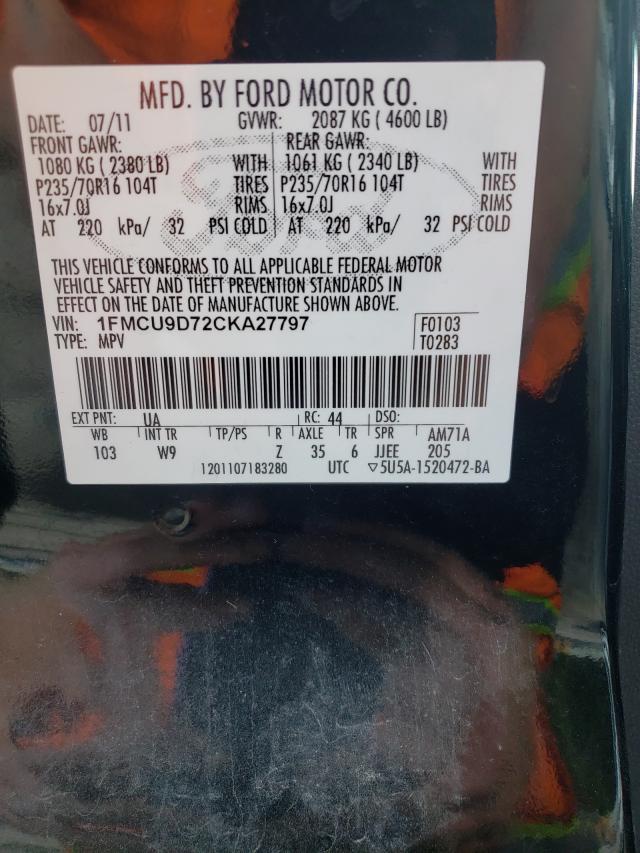 MFD. BY FORD MOTOR CO.
DATE: 07/11 GVWR: 2087 KG ( 4600 LB)
FRONT GAWR: REAR GAWR:
1080 KG ( 2380 LB) WITH 1061 KG ( 2340 LB) WITH
P235/70R16 104T TIRES P235/70R16 104T TIRES
16x7.0J RIMS 16x7.0J RIMS
AT 220 kPa/ 32 PSI COLD AT 220 kPa/ 32 PSI COLD
THIS VEHICLE CONFORMS TO ALL APPLICABLE FEDERAL MOTOR
VEHICLE SAFETY AND THEFT PREVENTION STANDARDS IN
EFFECT ON THE DATE OF MANUFACTURE SHOWN ABOVE.
VIN: 1FMCU9D72CKA27797 F0103
TYPE: MPV T0283
EXT PNT: UA RC: 44 DSO:
WB INT TR TP/PS R AXLE TR SPR AM71A
103 W9 Z 35 6 JJEE 205
1201107183280 UTC ▽5U5A-1520472-BA